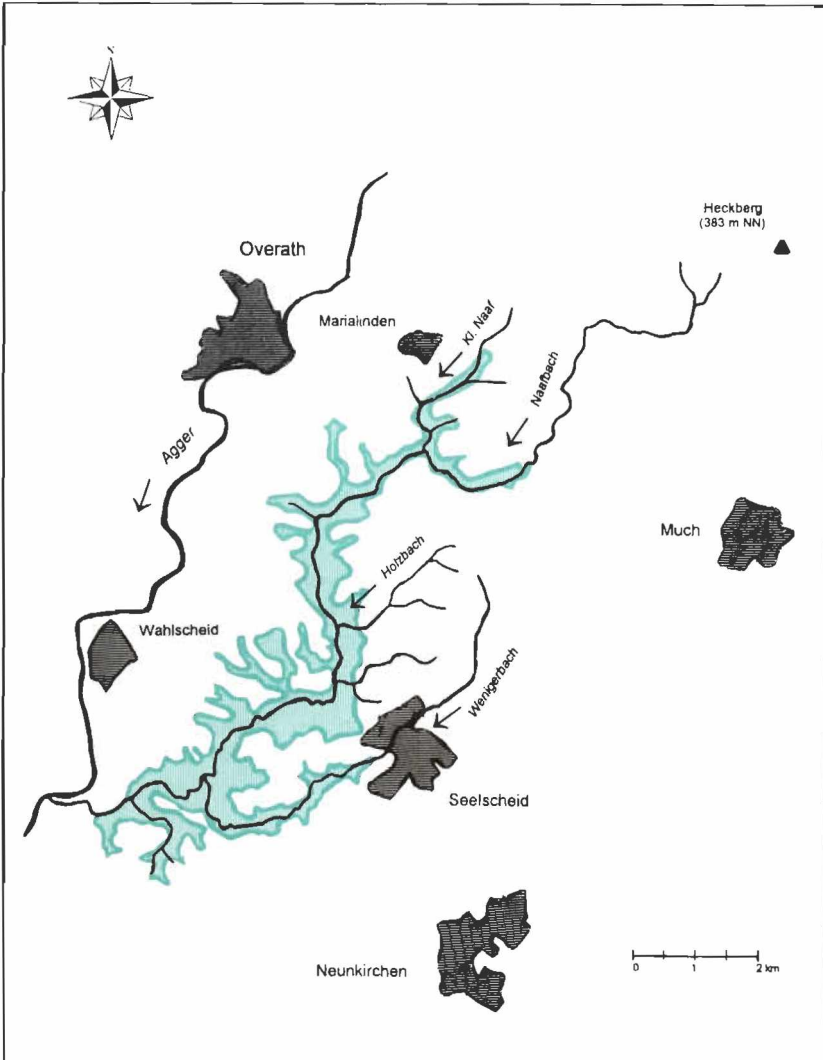 N
Heckberg
(383 m NN)
Overath
Marialinden
Kl. Naaf
Naafbach
Agger
Much
Holzbach
Wahlscheid
Wenigerbach
Seelscheid
Neunkirchen
0 1 2 km